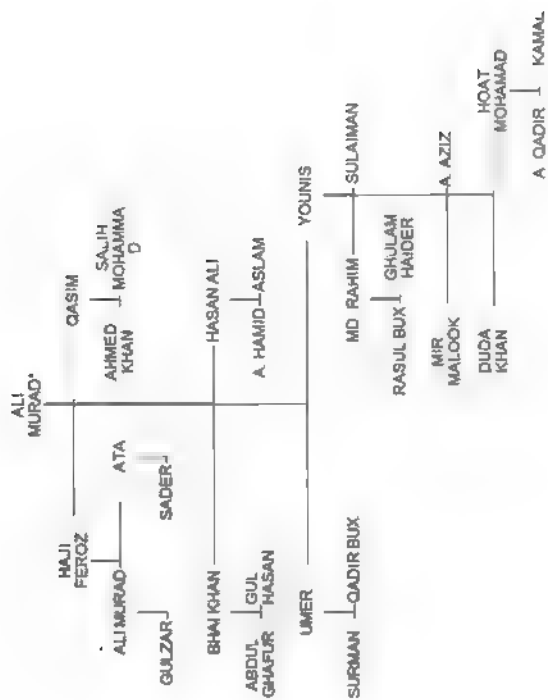 ALI
MURAD*
HAJI
FEROZ
QASIM
ALI MURAD
ATA
AHMED
KHAN
SALIH
MOHAMMA
D
GULZAR
SADER
BHAI KHAN
HASAN ALI
ABDUL
GHAFUR
GUL
HASAN
A. HAMID
ASLAM
UMER
YOUNIS
SURMAN
QADIR BUX
MD RAHIM
SULAIMAN
RASUL BUX
GHULAM
HAIDER
MIR
MALOOK
A. AZIZ
DUDA
KHAN
HOAT
MOHAMAD
A QADIR
KAMAL